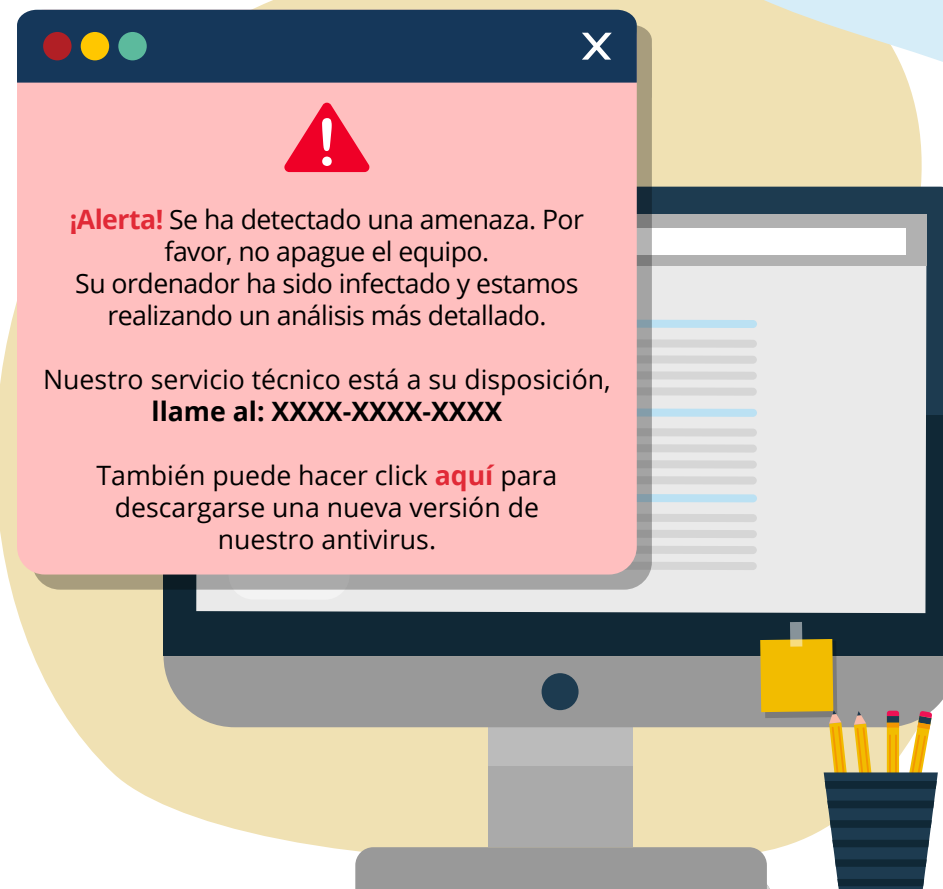 X
¡Alerta! Se ha detectado una amenaza. Por
favor, no apague el equipo.
Su ordenador ha sido infectado y estamos
realizando un análisis más detallado.
Nuestro servicio técnico está a su disposición,
llame al: XXXX-XXXX-XXXX
También puede hacer click aquí para
descargarse una nueva versión de
nuestro antivirus.